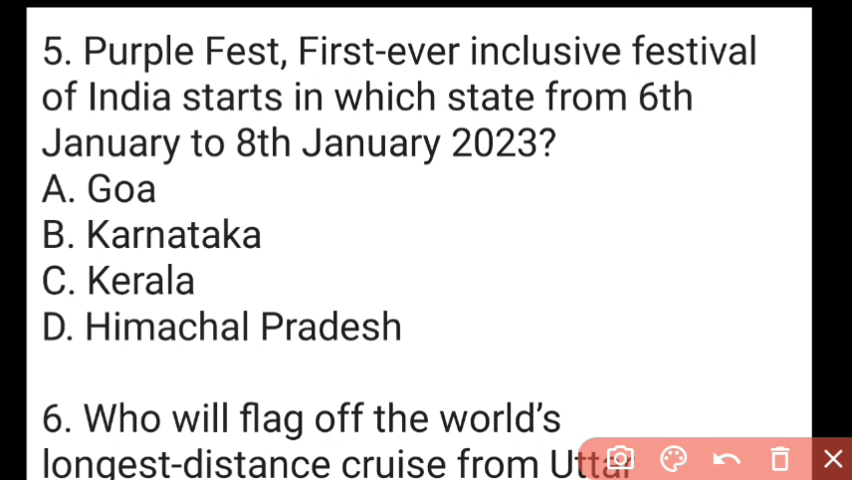 5. Purple Fest, First-ever inclusive festival
of India starts in which state from 6th
January to 8th January 2023?
A. Goa
B. Karnataka
C. Kerala
D. Himachal Pradesh
6. Who will flag off the world’s
longest-distance cruise from Uttar